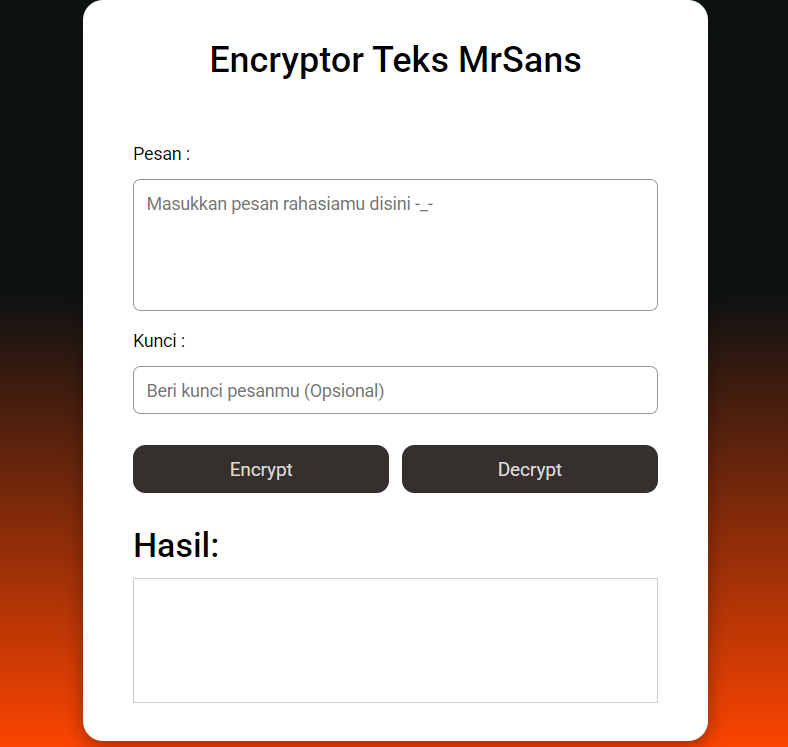 Encryptor Teks MrSans
Pesan :
Masukkan pesan rahasiamu disini -_-
Kunci :
Beri kunci pesanmu (Opsional)
Encrypt
Decrypt
Hasil: